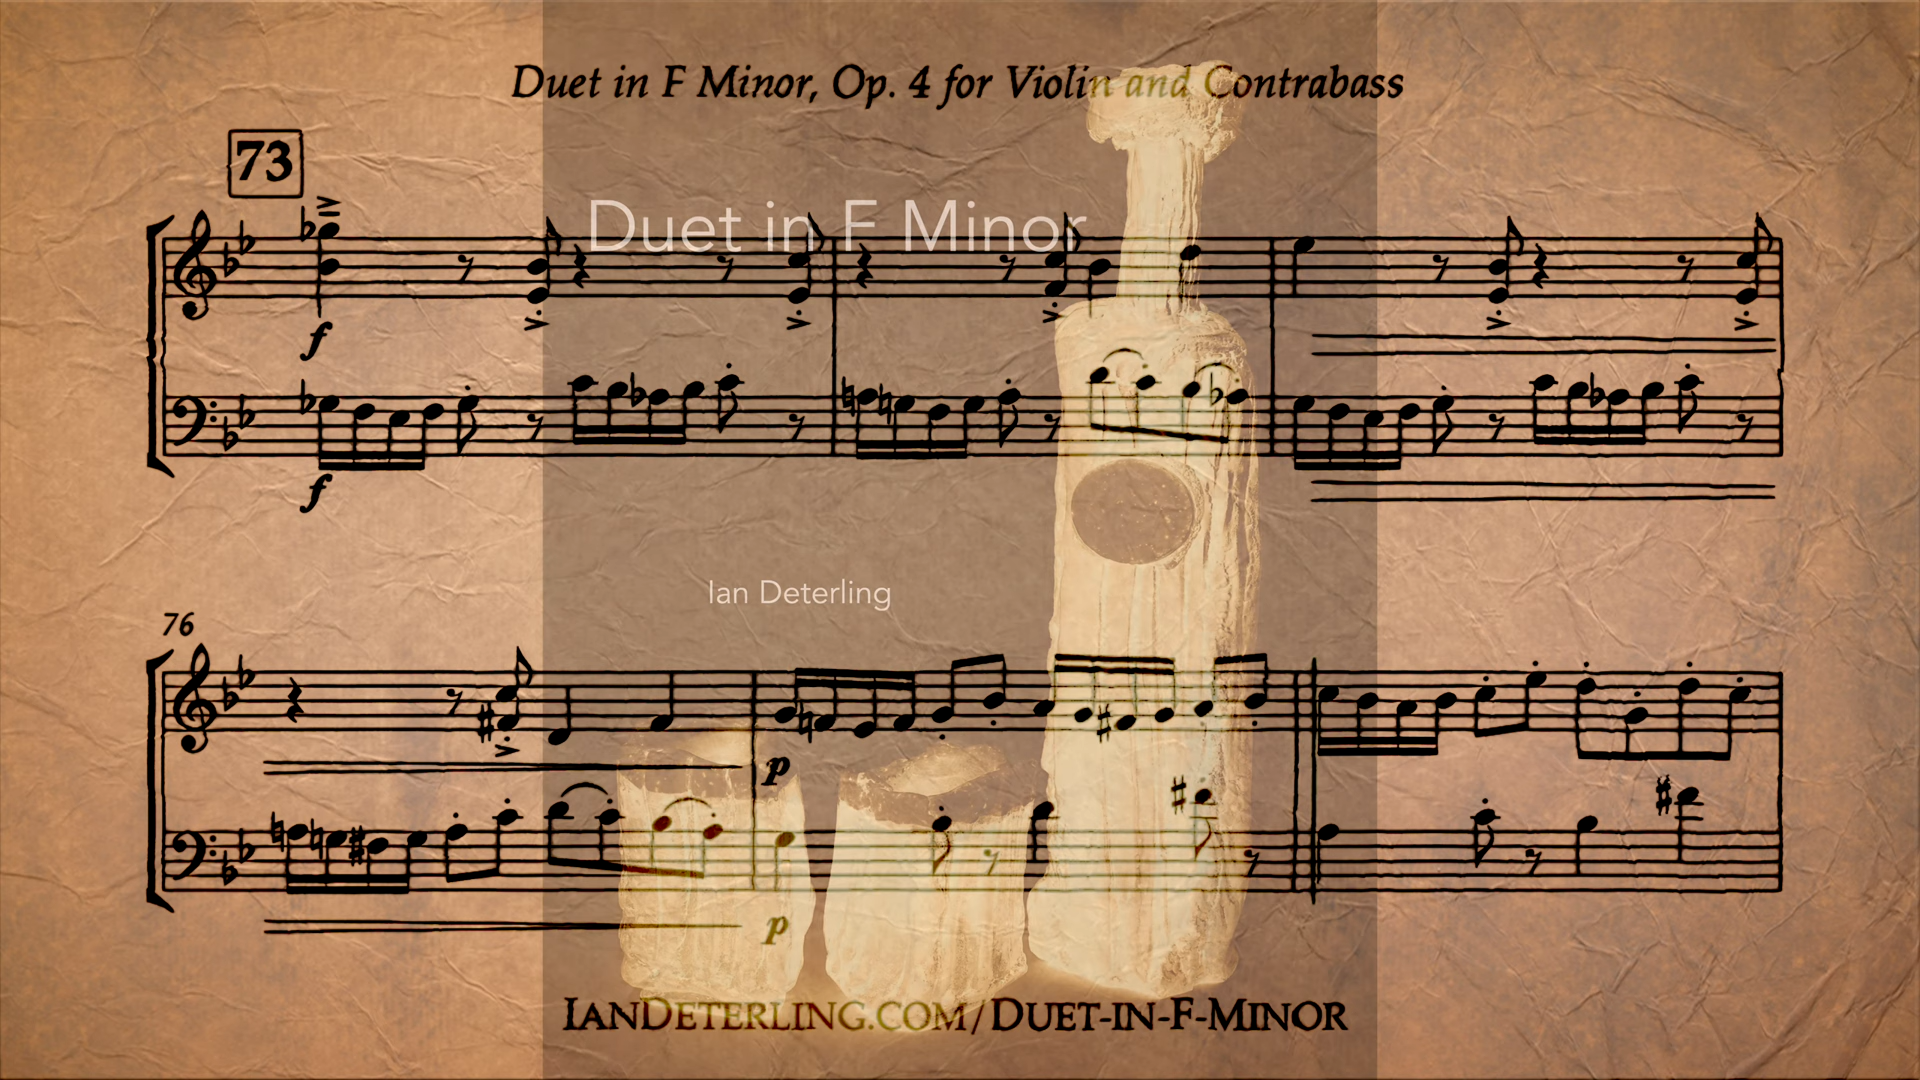 Duet in F Minor, Op. 4 for Violin and Contrabass
73
Duet in F Minor
f
f
Ian Deterling
76
p
p
IanDeterling.com/Duet-in-F-Minor